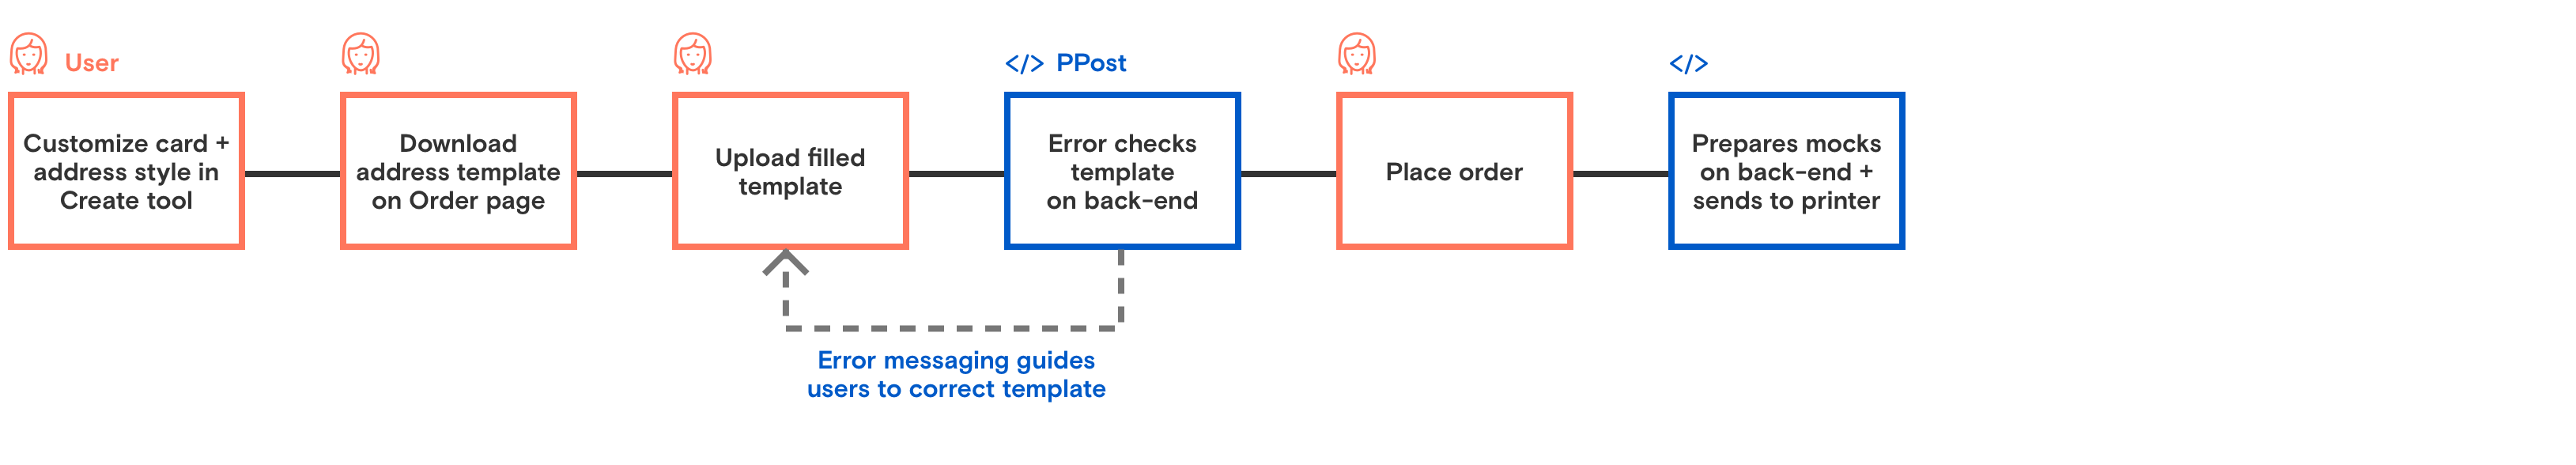 User
</> PPost
</>
Customize card +
address style in
Create tool
Download
address template
on Order page
Upload filled
template
Error checks
template
on back-end
Place order
Prepares mocks
on back-end +
sends to printer
Error messaging guides
users to correct template